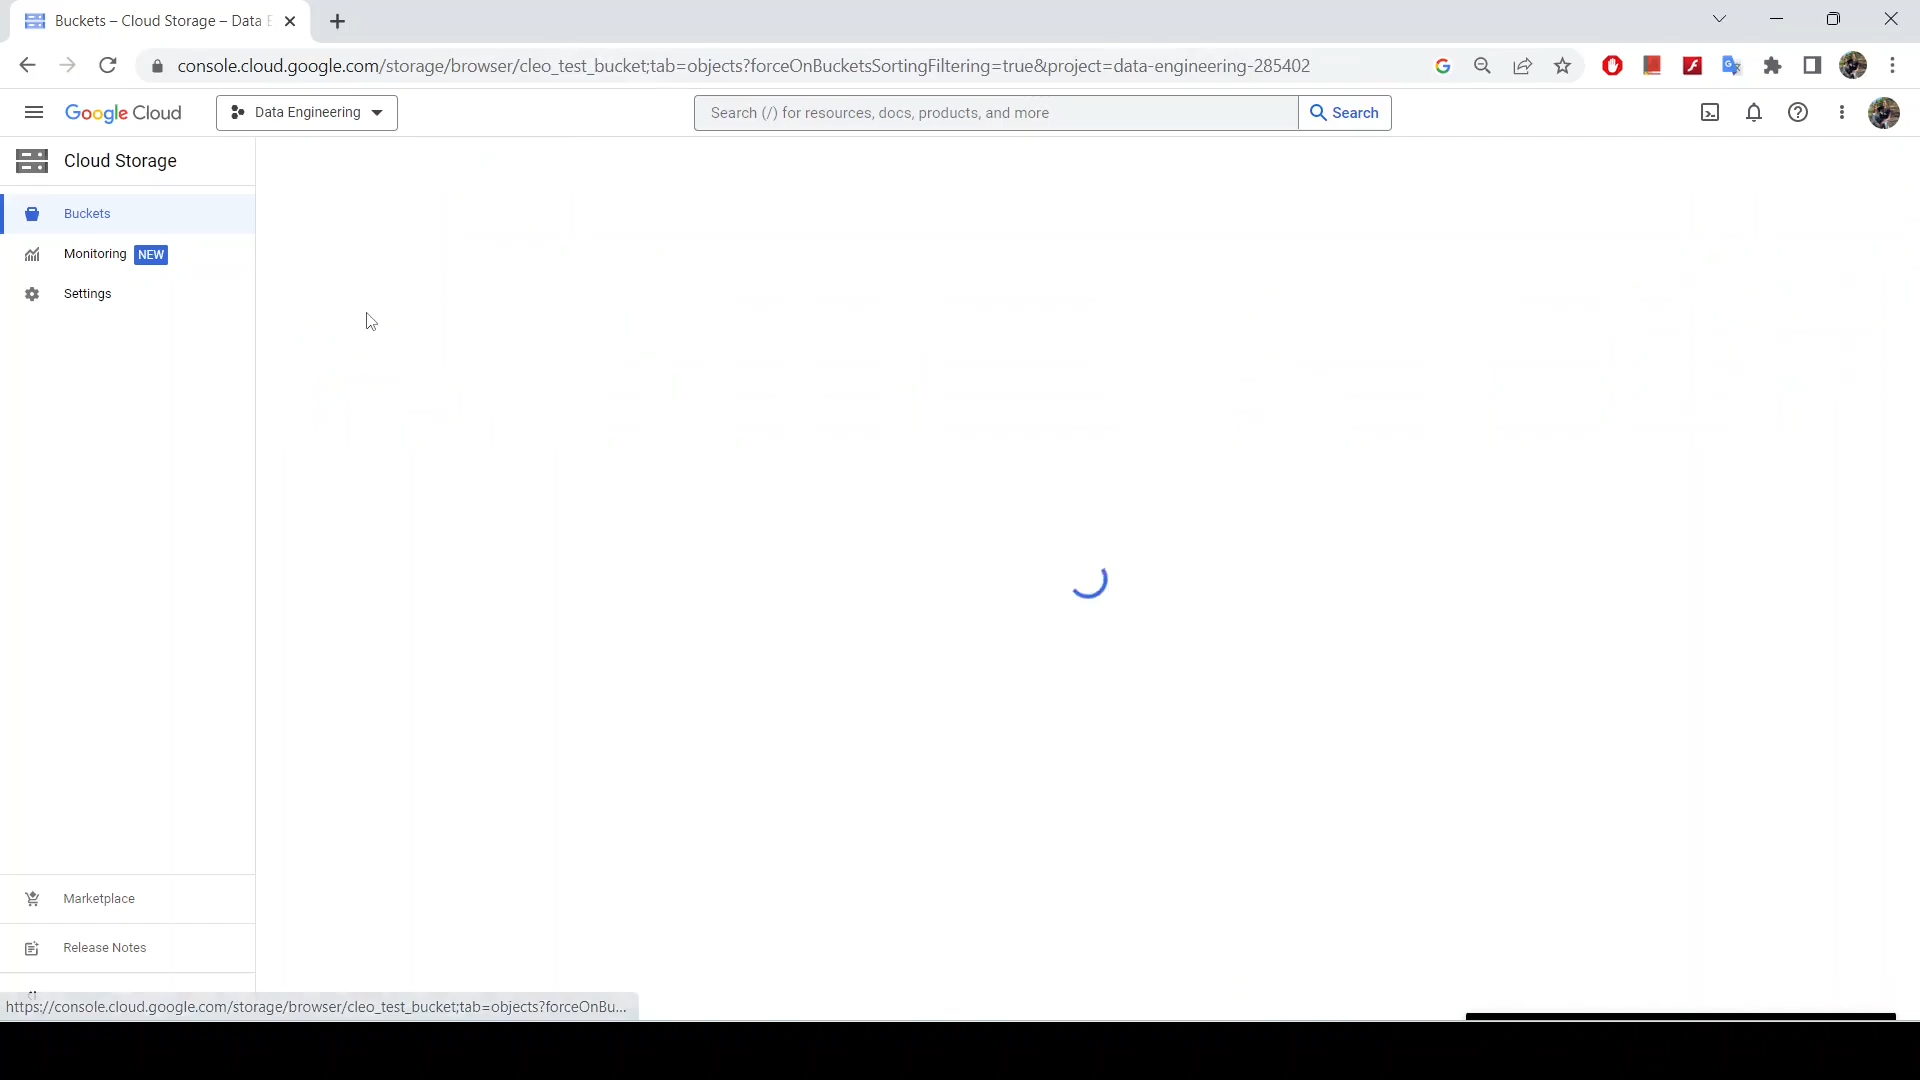 Buckets – Cloud Storage – Data E
console.cloud.google.com/storage/browser/cleo_test_bucket;tab=objects?forceOnBucketsSortingFiltering=true&project=data-engineering-285402
Google Cloud
Data Engineering
Search (/) for resources, docs, products, and more
Search
Cloud Storage
Buckets
Monitoring NEW
Settings
Marketplace
Release Notes
https://console.cloud.google.com/storage/browser/cleo_test_bucket;tab=objects?forceOnBu...